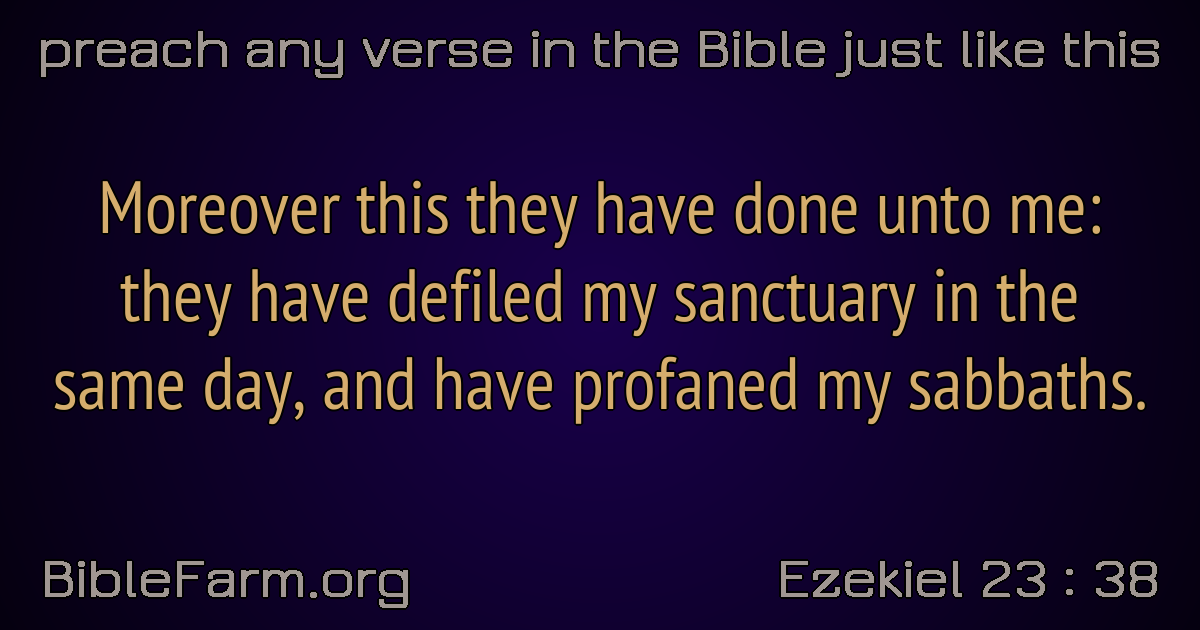 preach any verse in the Bible just like this
Moreover this they have done unto me:
they have defiled my sanctuary in the
same day, and have profaned my sabbaths.
BibleFarm.org
Ezekiel 23 : 38